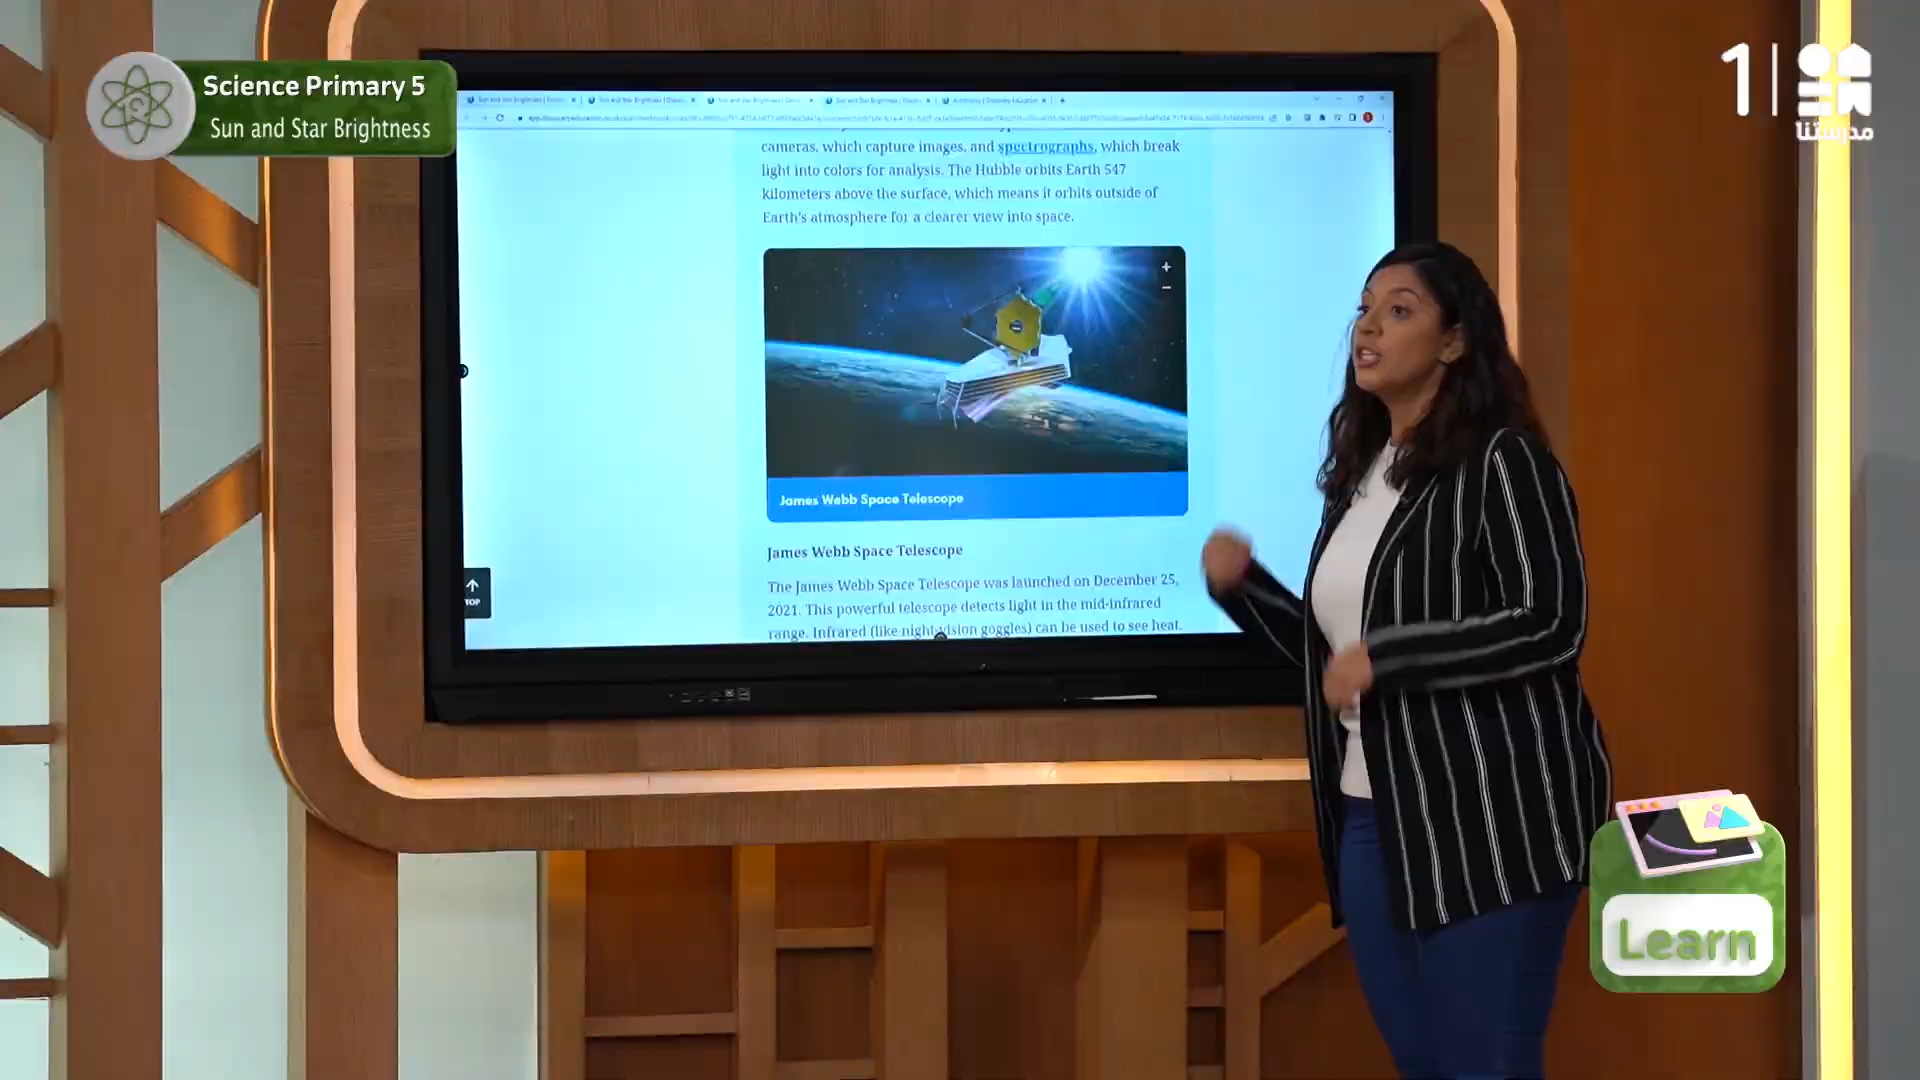 Science Primary 5
Sun and Star Brightness
1
مدرستنا
cameras, which capture images, and spectrographs, which break
light into colors for analysis. The Hubble orbits Earth 547
kilometers above the surface, which means it orbits outside of
Earth's atmosphere for a clearer view into space.
+
−
James Webb Space Telescope
James Webb Space Telescope
The James Webb Space Telescope was launched on December 25,
2021. This powerful telescope detects light in the mid-infrared
range. Infrared (like night-vision goggles) can be used to see heat.
TOP
Learn